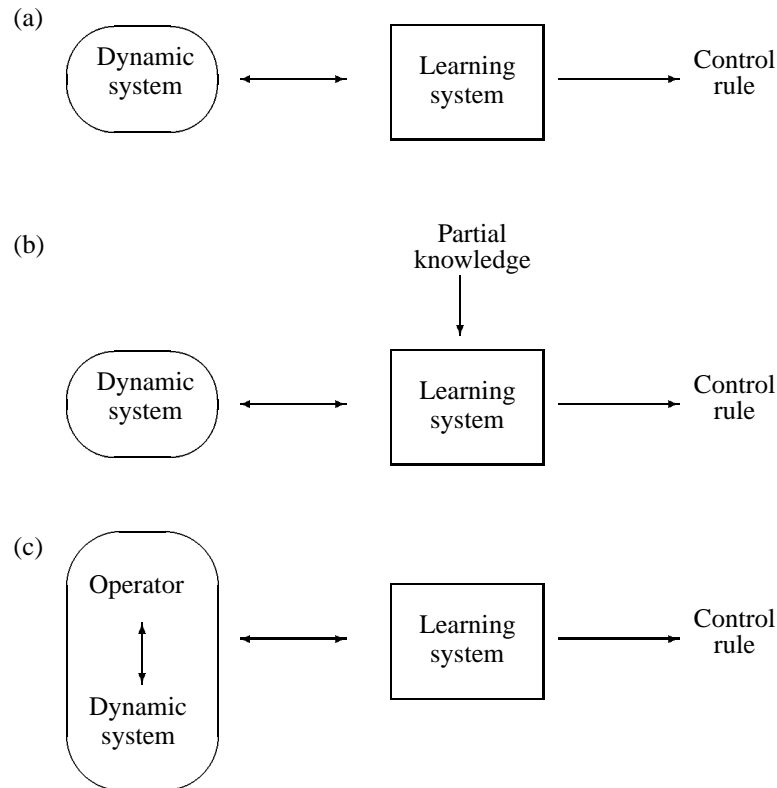 (a)
Dynamic
system
Learning
system
Control
rule
(b)
Partial
knowledge
Dynamic
system
Learning
system
Control
rule
(c)
Operator
Dynamic
system
Learning
system
Control
rule